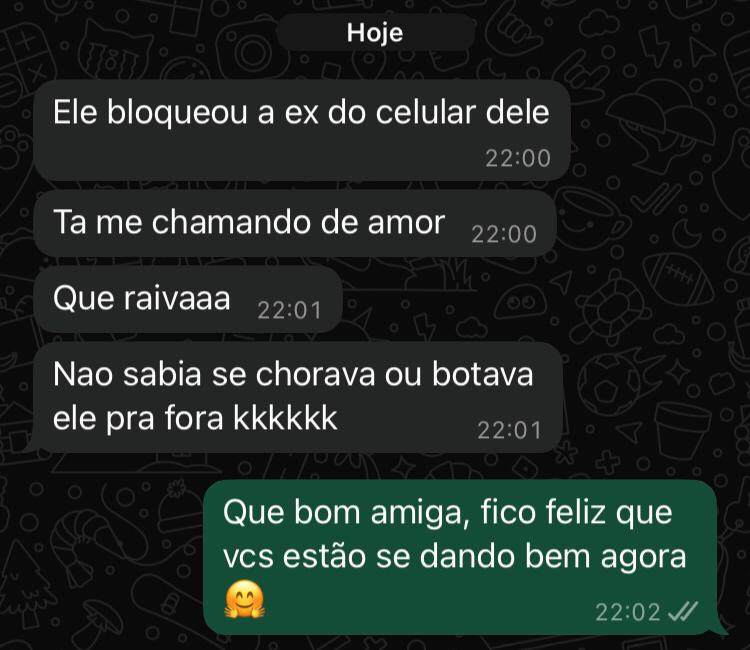 Hoje
Ele bloqueou a ex do celular dele
22:00
Ta me chamando de amor 22:00
Que raivaaa 22:01
Nao sabia se chorava ou botava
ele pra fora kkkkkk 22:01
Que bom amiga, fico feliz que
vcs estão se dando bem agora
🤗
22:02